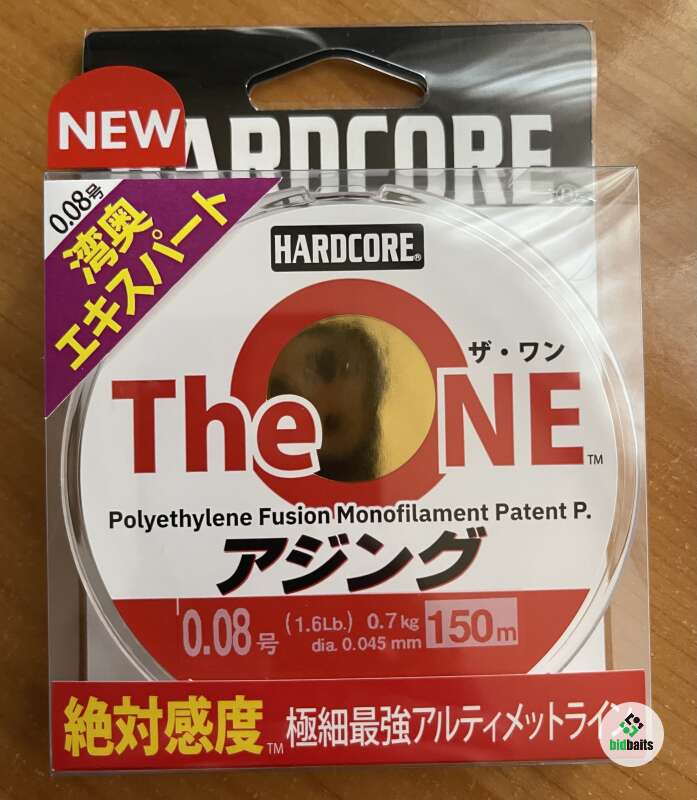 NEW
HARDCORE
®
0.08号
湾奥
エキスパート
HARDCORE®
ザ・ワン
The ONE™
Polyethylene Fusion Monofilament Patent P.
アジング
0.08号 (1.6Lb.) 0.7kg 150m
dia. 0.045 mm
絶対感度™ 極細最強アルティメットライン
bidbaits